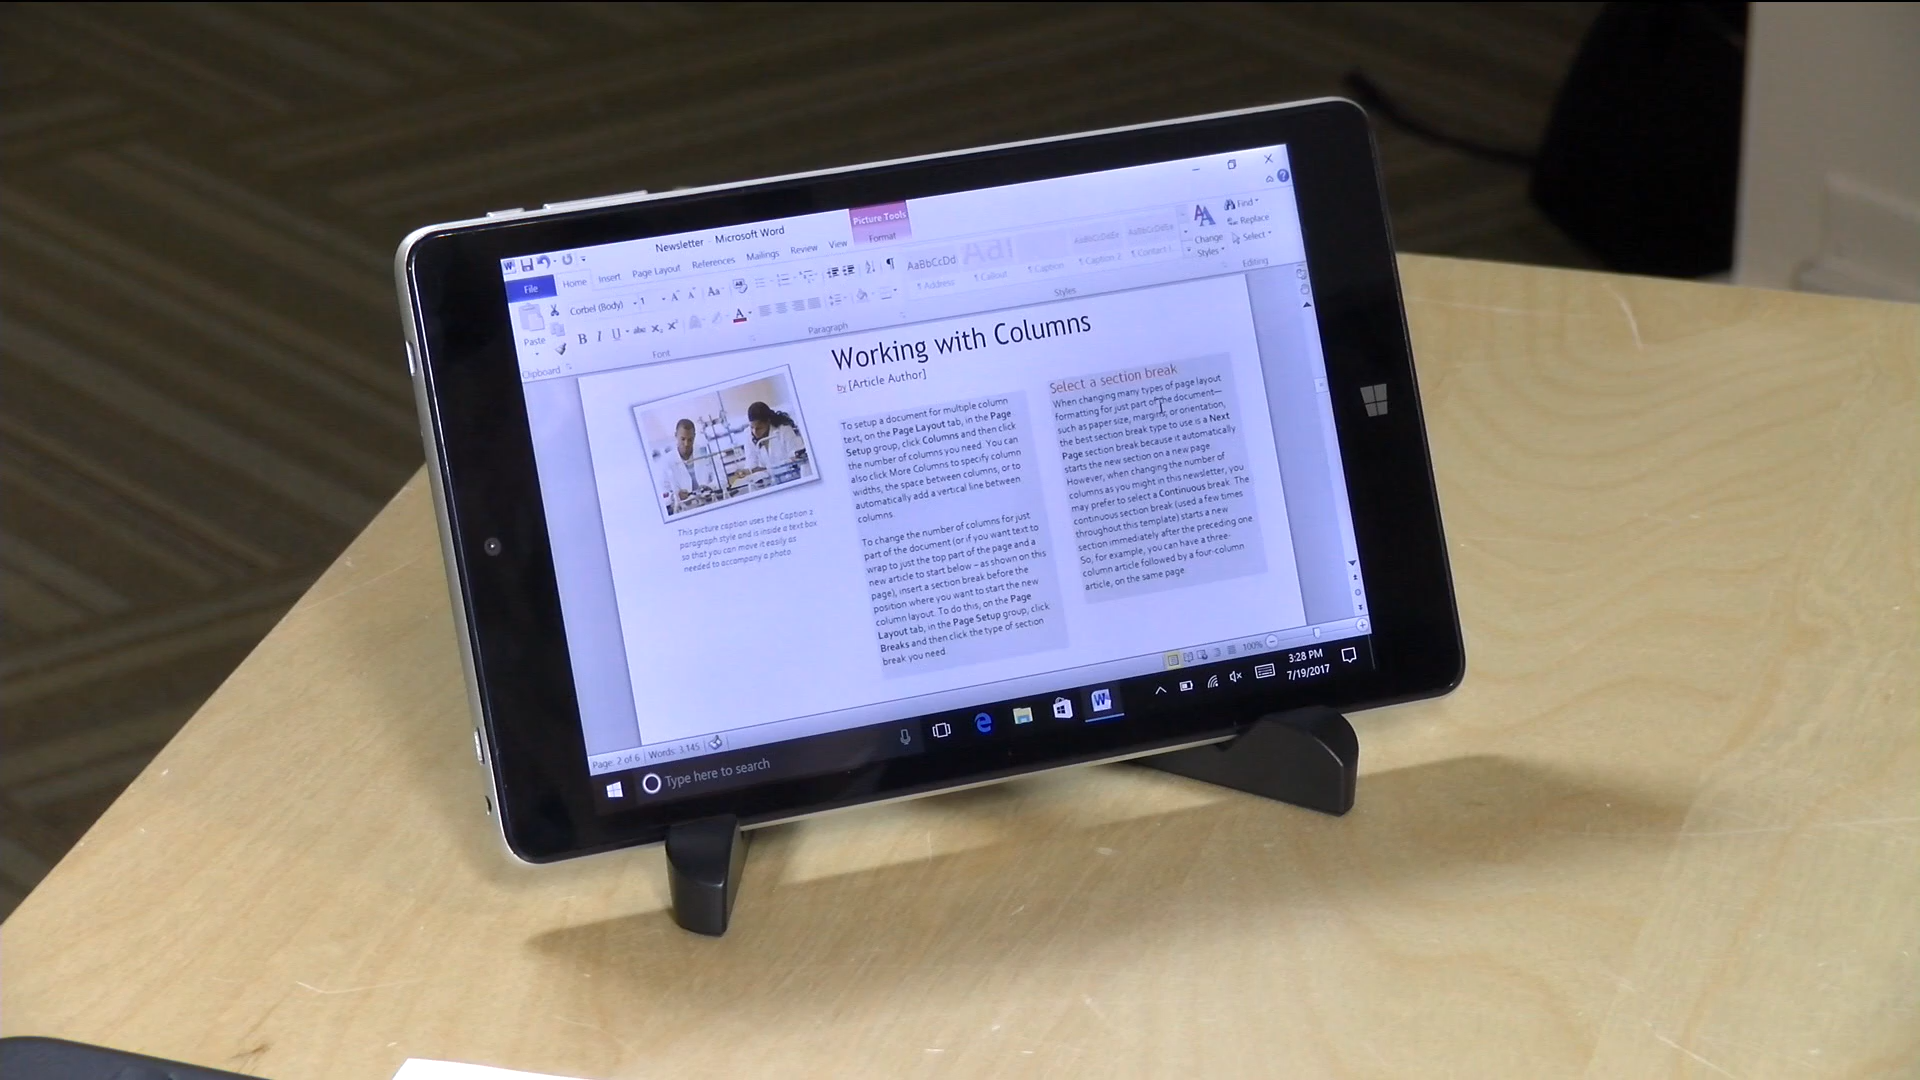 Newsletter - Microsoft Word
Picture Tools
File Home Insert Page Layout References Mailings Review View Format
Paste
Clipboard
Corbel (Body)
B I U abc x₂ x² A
Aa
Font
Paragraph
AaBbCcDd
¶ Address
¶ Callout
¶ Caption
AaBbCcDdEe
¶ Caption 2
AaBbCcDdEe
¶ Contact I
Styles
Change
Styles
Find
Replace
Select
Editing
Working with Columns
by [Article Author]
This picture caption uses the Caption 2
paragraph style and is inside a text box
so that you can move it easily as
needed to accompany a photo.
To setup a document for multiple column
text, on the Page Layout tab, in the Page
Setup group, click Columns and then click
the number of columns you need. You can
also click More Columns to specify column
widths, the space between columns, or to
automatically add a vertical line between
columns.
To change the number of columns for just
part of the document (or if you want text to
wrap to just the top part of the page and a
new article to start below – as shown on this
page), insert a section break before the
position where you want to start the new
column layout. To do this, on the Page
Layout tab, in the Page Setup group, click
Breaks and then click the type of section
break you need.
Select a section break
When changing many types of page layout
formatting for just part of the document—
such as paper size, margins, or orientation,
the best section break type to use is a Next
Page section break because it automatically
starts the new section on a new page.
However, when changing the number of
columns as you might in this newsletter, you
may prefer to select a Continuous break. The
continuous section break (used a few times
throughout this template) starts a new
section immediately after the preceding one.
So, for example, you can have a three-
column article followed by a four-column
article, on the same page.
Page: 2 of 6 Words: 3,145
100%
Type here to search
3:28 PM
7/19/2017